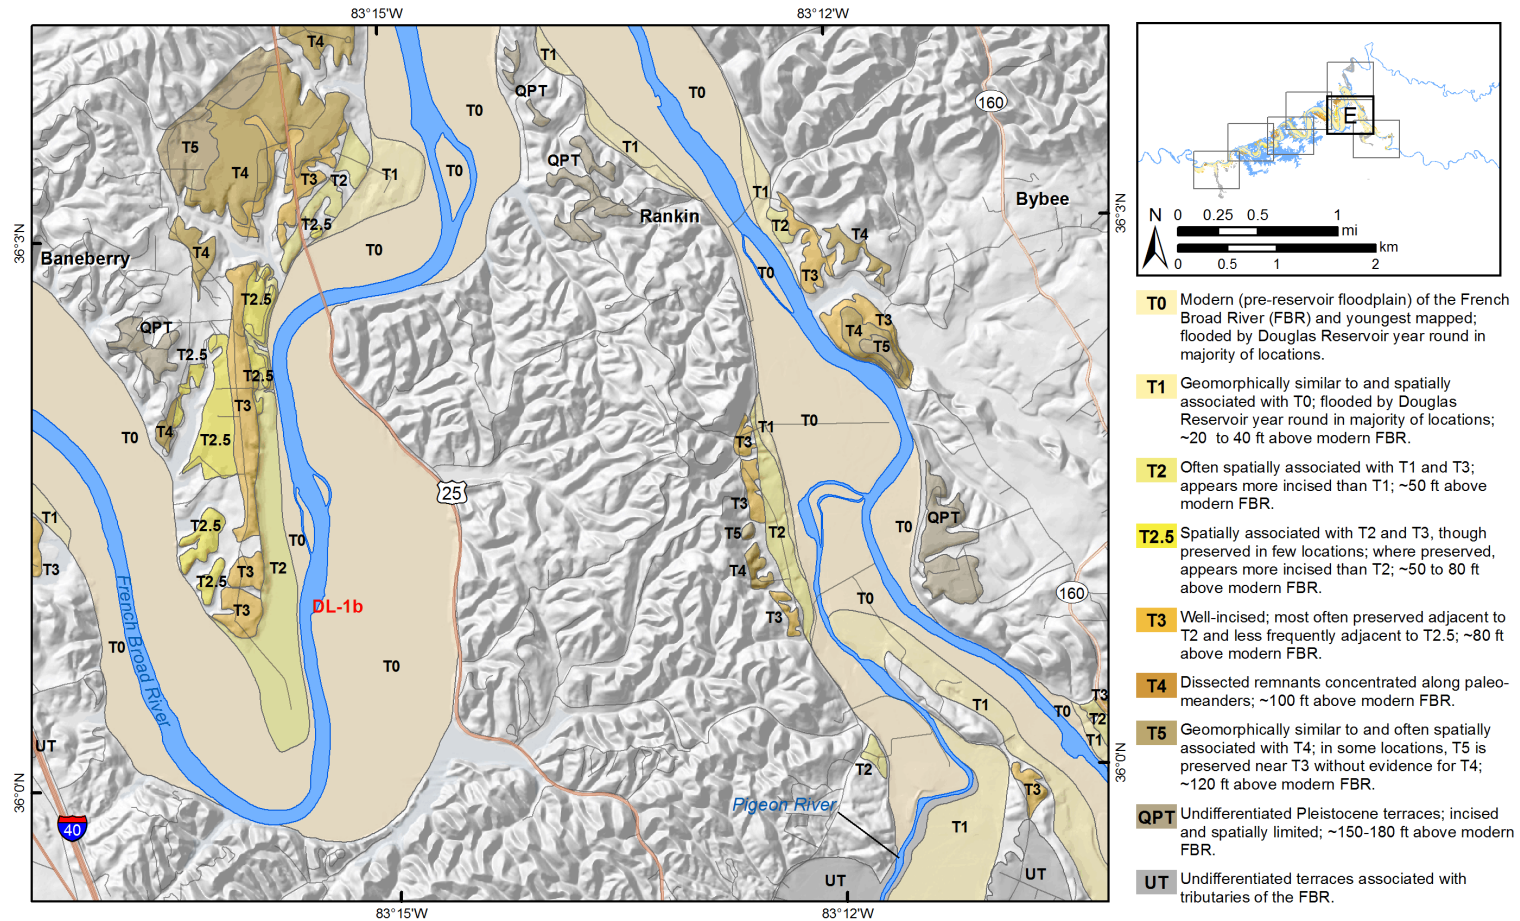 83°15'W
83°12'W
T4
T1
T0
T0
QPT
160
T5
T4
T3
T2
T1
T0
QPT
T1
T1
T2.5
T2
Rankin
Bybee
36°3'N
36°3'N
Baneberry
T4
T0
T4
T3
T0
T2.5
QPT
T2.5
T3
T4
T5
T2.5
T3
T0
T4
T2.5
T0
T1
T3
25
T1
T3
T2.5
T0
T3
T5
T2
T0
QPT
T3
T2.5
T3
T2
T4
T0
160
DL-1b
T3
T0
T0
French Broad River
T1
T0
T3
T2
T1
UT
T2
36°0'N
36°0'N
T3
Pigeon River
T1
40
UT
UT
83°15'W
83°12'W
E
N
0 0.25 0.5 1
mi
km
0 0.5 1 2
T0 Modern (pre-reservoir floodplain) of the French
Broad River (FBR) and youngest mapped;
flooded by Douglas Reservoir year round in
majority of locations.
T1 Geomorphically similar to and spatially
associated with T0; flooded by Douglas
Reservoir year round in majority of locations;
~20 to 40 ft above modern FBR.
T2 Often spatially associated with T1 and T3;
appears more incised than T1; ~50 ft above
modern FBR.
T2.5 Spatially associated with T2 and T3, though
preserved in few locations; where preserved,
appears more incised than T2; ~50 to 80 ft
above modern FBR.
T3 Well-incised; most often preserved adjacent to
T2 and less frequently adjacent to T2.5; ~80 ft
above modern FBR.
T4 Dissected remnants concentrated along paleo-
meanders; ~100 ft above modern FBR.
T5 Geomorphically similar to and often spatially
associated with T4; in some locations, T5 is
preserved near T3 without evidence for T4;
~120 ft above modern FBR.
QPT Undifferentiated Pleistocene terraces; incised
and spatially limited; ~150-180 ft above modern
FBR.
UT Undifferentiated terraces associated with
tributaries of the FBR.